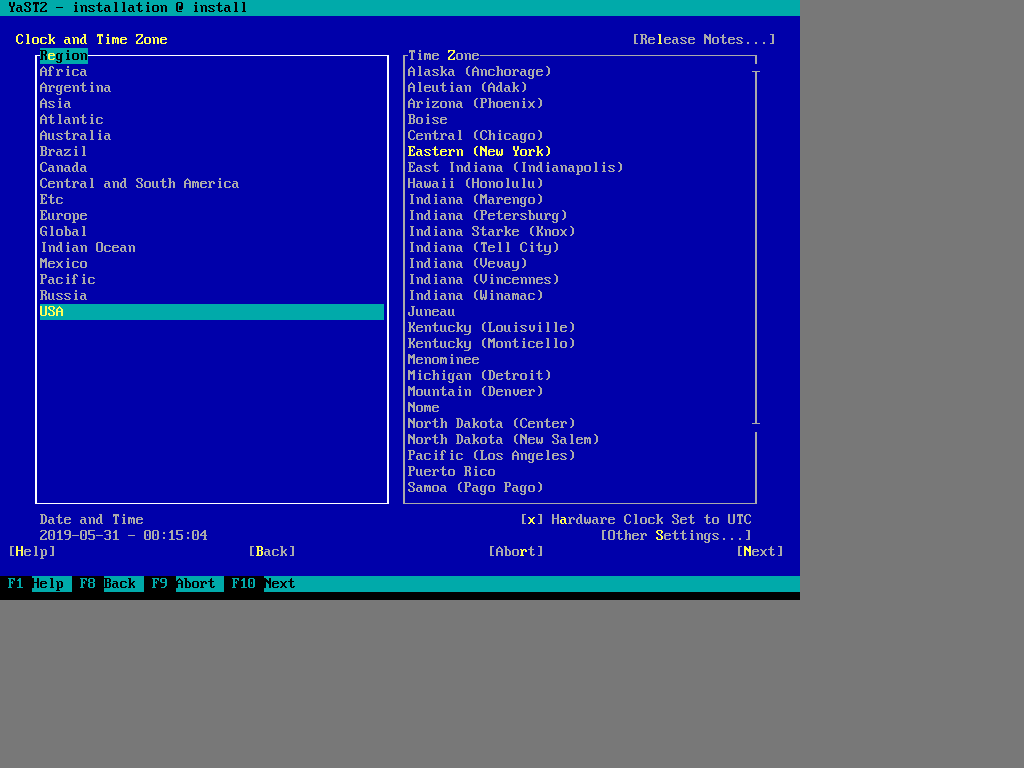 YaST2 - installation @ install
Clock and Time Zone [Release Notes...]
Region
Africa
Argentina
Asia
Atlantic
Australia
Brazil
Canada
Central and South America
Etc
Europe
Global
Indian Ocean
Mexico
Pacific
Russia
USA
Time Zone
Alaska (Anchorage)
Aleutian (Adak)
Arizona (Phoenix)
Boise
Central (Chicago)
Eastern (New York)
East Indiana (Indianapolis)
Hawaii (Honolulu)
Indiana (Marengo)
Indiana (Petersburg)
Indiana Starke (Knox)
Indiana (Tell City)
Indiana (Vevay)
Indiana (Vincennes)
Indiana (Winamac)
Juneau
Kentucky (Louisville)
Kentucky (Monticello)
Menominee
Michigan (Detroit)
Mountain (Denver)
Nome
North Dakota (Center)
North Dakota (New Salem)
Pacific (Los Angeles)
Puerto Rico
Samoa (Pago Pago)
Date and Time [x] Hardware Clock Set to UTC
2019-05-31 - 00:15:04 [Other Settings...]
[Help] [Back] [Abort] [Next]
F1 Help F8 Back F9 Abort F10 Next